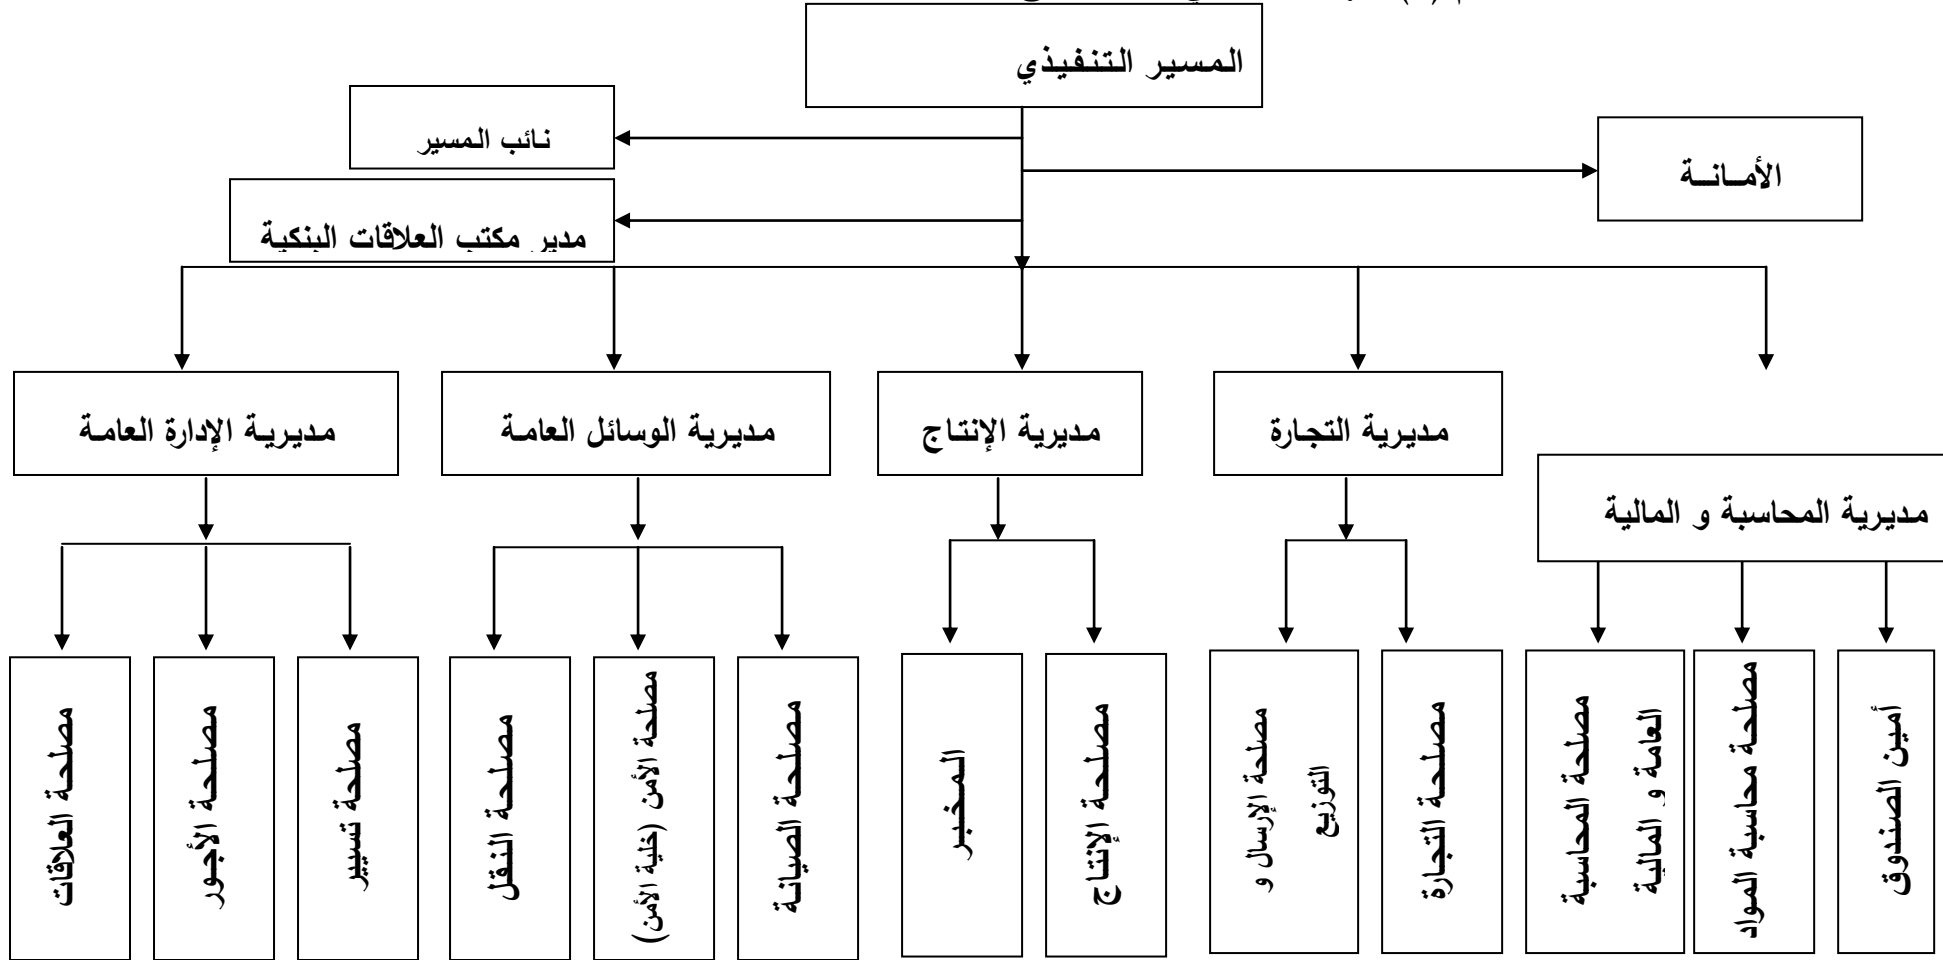 المسير التنفيذي
نائب المسير
الأمـانـــة
مدير مكتب العلاقات البنكية
مديرية الإدارة العامة
مديرية الوسائل العامة
مديرية الإنتاج
مديرية التجارة
مديرية المحاسبة و المالية
مصلحة العلاقات
مصلحة الأجور
مصلحة تسيير
مصلحة النقل
مصلحة الأمن (خلية الأمن)
مصلحة الصيانة
المخبر
مصلحة الإنتاج
مصلحة الإرسال و
التوزيع
مصلحة التجارة
مصلحة المحاسبة
العامة و المالية
مصلحة محاسبة المواد
أمين الصندوق